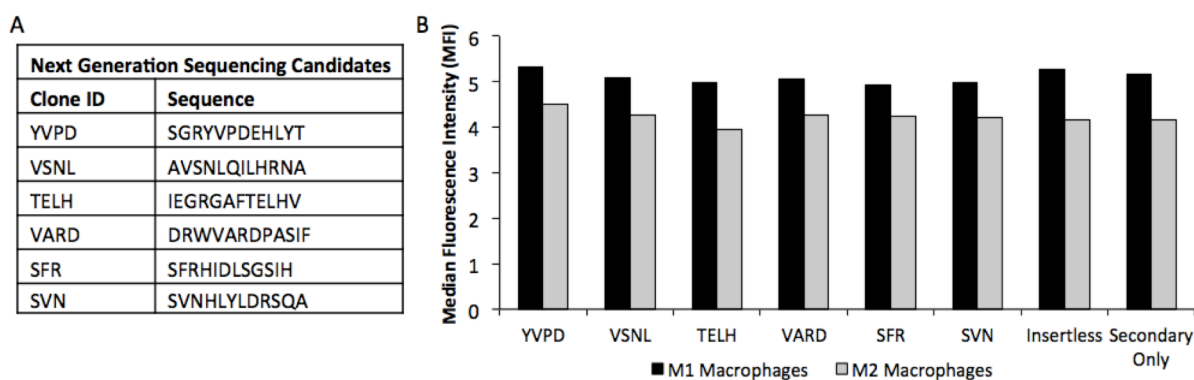 A
Next Generation Sequencing Candidates
Clone ID Sequence
YVPD SGRYVPDEHLYT
VSNL AVSNLQILHRNA
TELH IEGRGAFTELHV
VARD DRWVARDPASIF
SFR SFRHIDLSGSIH
SVN SVNHLYLDRSQA
B
Median Fluorescence Intensity (MFI)
6
5
4
3
2
1
0
YVPD VSNL TELH VARD SFR SVN Insertless Secondary
Only
M1 Macrophages M2 Macrophages